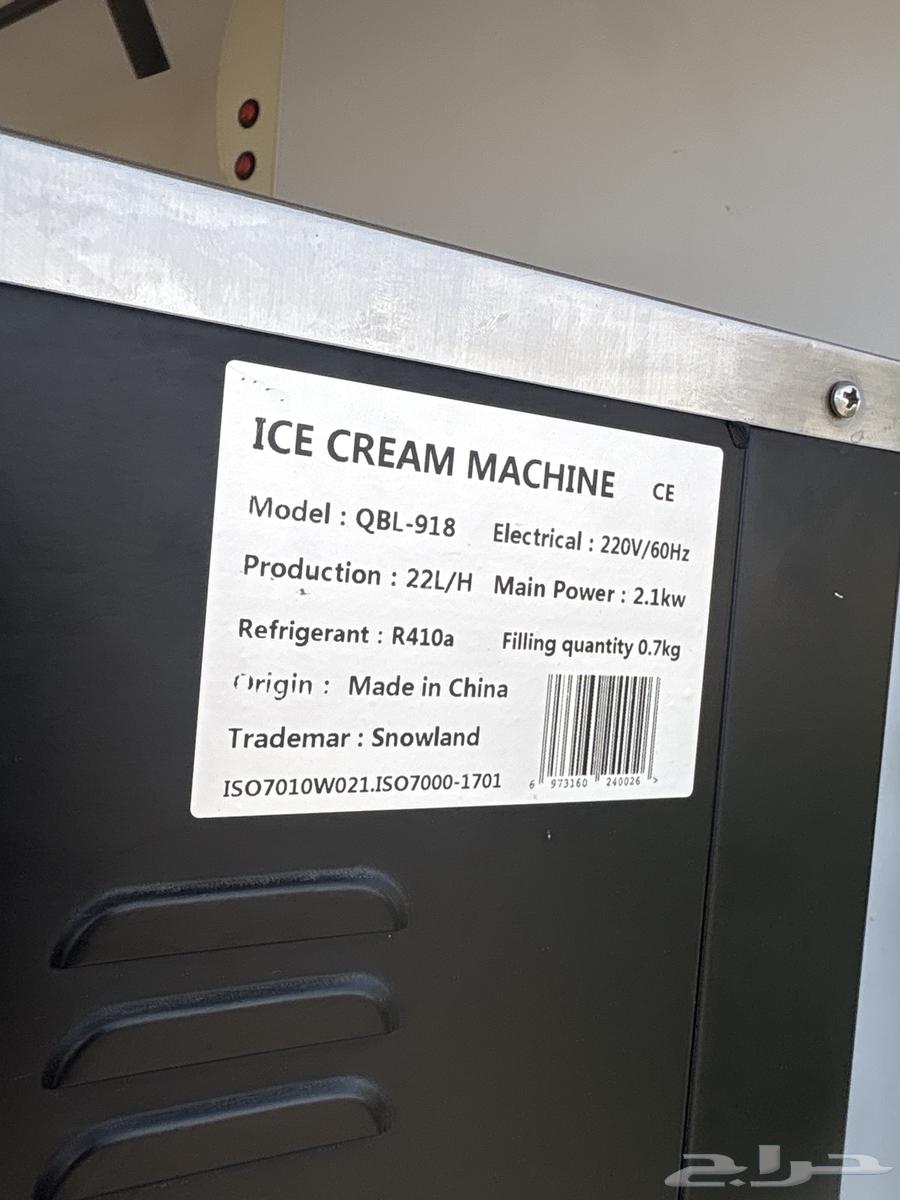 ICE CREAM MACHINE CE
Model : QBL-918 Electrical : 220V/60Hz
Production : 22L/H Main Power : 2.1kw
Refrigerant : R410a Filling quantity 0.7kg
Origin : Made in China
Trademar : Snowland
ISO7010W021.ISO7000-1701
6 973160 240026 >
حراج